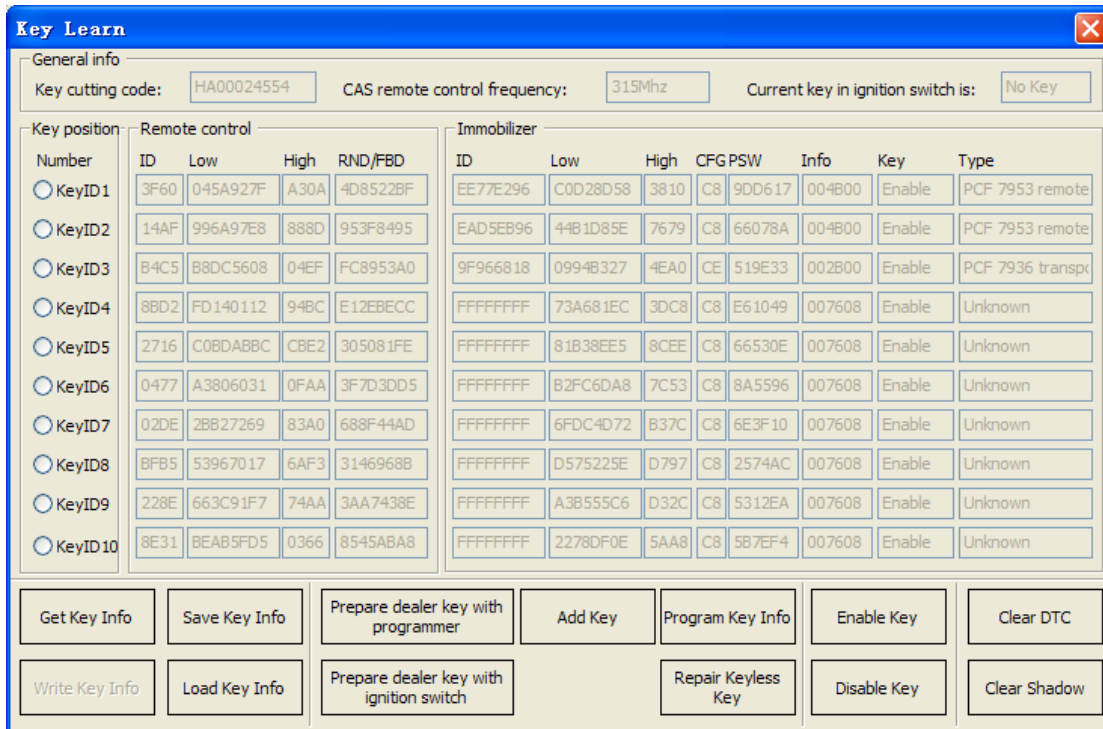 Key Learn
General info
Key cutting code: HA00024554 CAS remote control frequency: 315Mhz Current key in ignition switch is: No Key
Key position Remote control Immobilizer
Number ID Low High RND/FBD ID Low High CFG PSW Info Key Type
KeyID1 3F60 045A927F A30A 4D8522BF EE77E296 C0D28D58 3810 C8 9DD617 004B00 Enable PCF 7953 remote
KeyID2 14AF 996A97E8 888D 953F8495 EAD5EB96 44B1D85E 7679 C8 66078A 004B00 Enable PCF 7953 remote
KeyID3 B4C5 B8DC5608 04EF FC8953A0 9F966818 0994B327 4EA0 CE 519E33 002B00 Enable PCF 7936 transpo
KeyID4 8BD2 FD140112 94BC E12EBECC FFFFFFFF 73A681EC 3DC8 C8 E61049 007608 Enable Unknown
KeyID5 2716 C0BDABBC CBE2 305081FE FFFFFFFF 81B38EE5 8CEE C8 66530E 007608 Enable Unknown
KeyID6 0477 A3806031 0FAA 3F7D3DD5 FFFFFFFF B2FC6DA8 7C53 C8 8A5596 007608 Enable Unknown
KeyID7 02DE 2BB27269 83A0 688F44AD FFFFFFFF 6FDC4D72 B37C C8 6E3F10 007608 Enable Unknown
KeyID8 BFB5 53967017 6AF3 3146968B FFFFFFFF D575225E D797 C8 2574AC 007608 Enable Unknown
KeyID9 228E 663C91F7 74AA 3AA7438E FFFFFFFF A3B555C6 D32C C8 5312EA 007608 Enable Unknown
KeyID10 8E31 BEAB5FD5 0366 8545ABA8 FFFFFFFF 2278DF0E 5AA8 C8 5B7EF4 007608 Enable Unknown
Get Key Info Save Key Info Prepare dealer key with programmer Add Key Program Key Info Enable Key Clear DTC
Write Key Info Load Key Info Prepare dealer key with ignition switch Repair Keyless Key Disable Key Clear Shadow